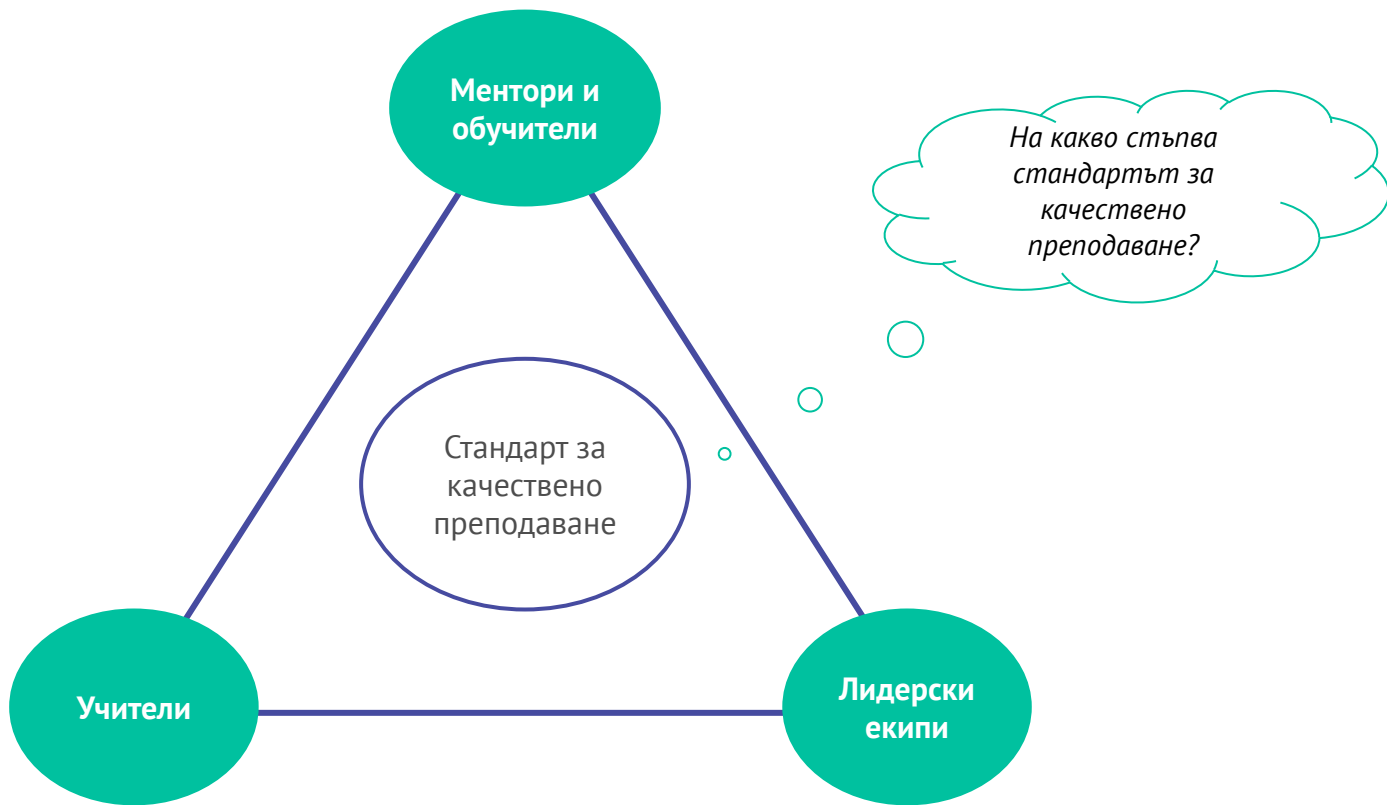 Ментори и
обучители
На какво стъпва
стандартът за
качествено
преподаване?
Стандарт за
качествено
преподаване
Учители
Лидерски
екипи